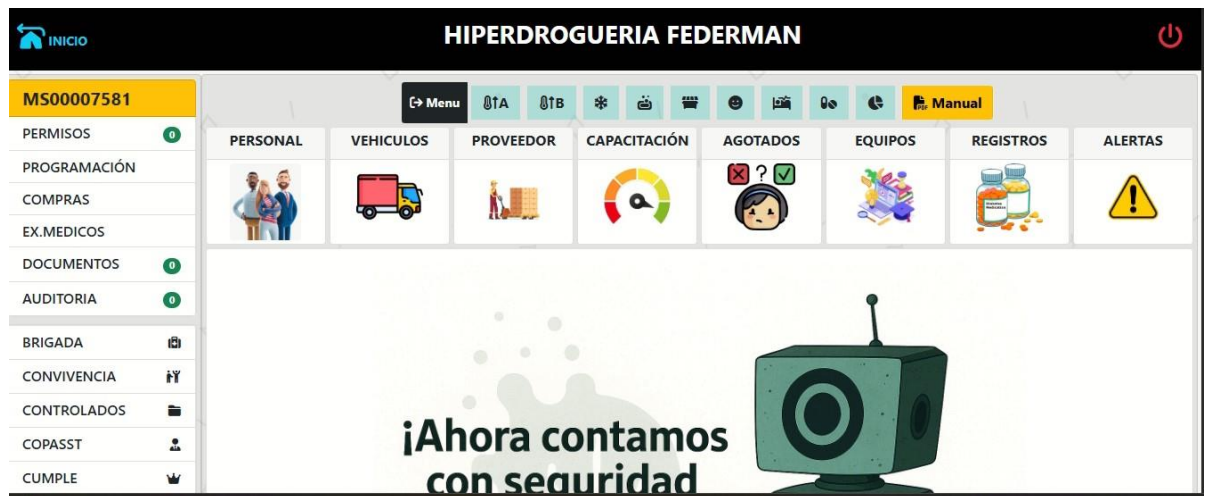 INICIO
HIPERDROGUERIA FEDERMAN
MS00007581
PERMISOS 0
PROGRAMACIÓN
COMPRAS
EX.MEDICOS
DOCUMENTOS 0
AUDITORIA 0
BRIGADA
CONVIVENCIA
CONTROLADOS
COPASST
CUMPLE
Menu A B Manual
PERSONAL VEHICULOS PROVEEDOR CAPACITACIÓN AGOTADOS EQUIPOS REGISTROS ALERTAS
¡Ahora contamos
con seguridad